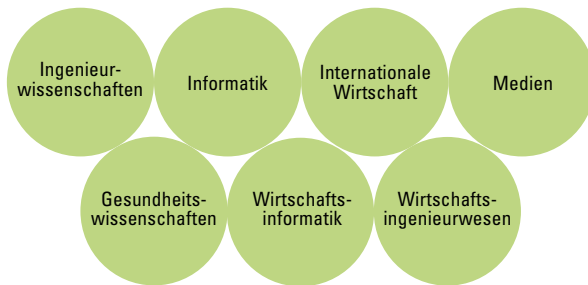 Ingenieur-
wissenschaften
Informatik
Internationale
Wirtschaft
Medien
Gesundheits-
wissenschaften
Wirtschafts-
informatik
Wirtschafts-
ingenieurwesen